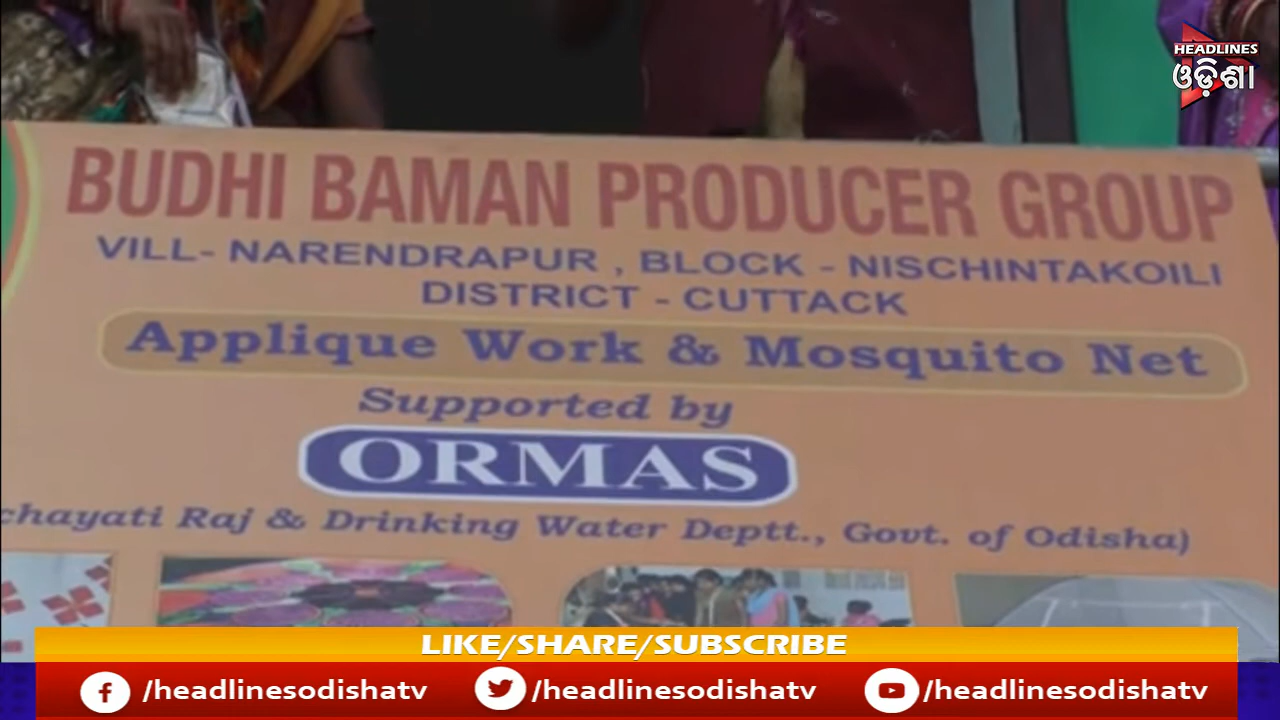 HEADLINES
ଓଡ଼ିଶା
BUDHI BAMAN PRODUCER GROUP
VILL- NARENDRAPUR , BLOCK - NISCHINTAKOILI
DISTRICT - CUTTACK
Applique Work & Mosquito Net
Supported by
ORMAS
chayati Raj & Drinking Water Deptt., Govt. of Odisha)
LIKE/SHARE/SUBSCRIBE
/headlinesodishatv /headlinesodishatv /headlinesodishatv